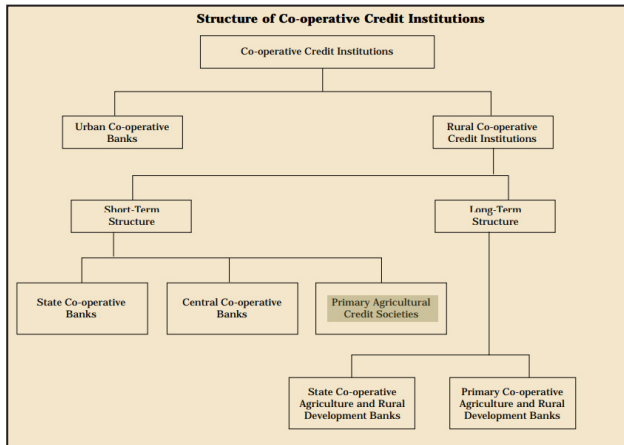 Structure of Co-operative Credit Institutions
Co-operative Credit Institutions
Urban Co-operative
Banks
Rural Co-operative
Credit Institutions
Short-Term
Structure
Long-Term
Structure
State Co-operative
Banks
Central Co-operative
Banks
Primary Agricultural
Credit Societies
State Co-operative
Agriculture and Rural
Development Banks
Primary Co-operative
Agriculture and Rural
Development Banks